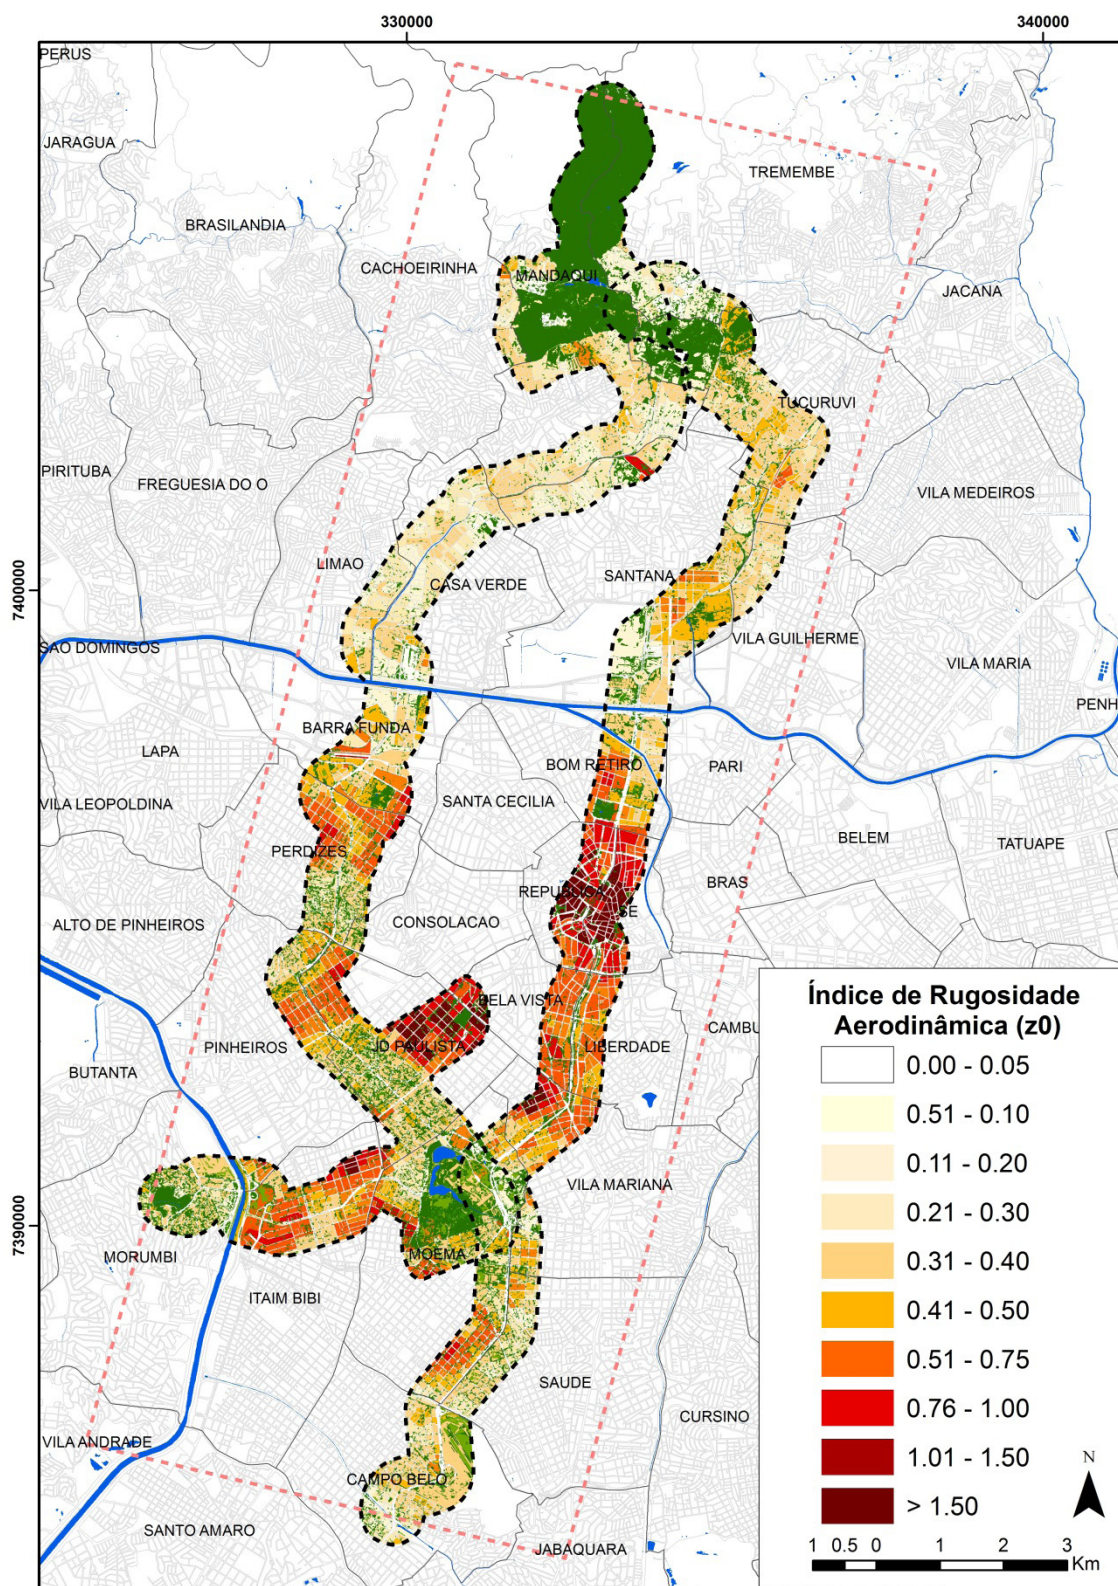 330000
340000
PERUS
JARAGUA
TREMEMBE
BRASILANDIA
CACHOEIRINHA
MANDAQUI
JACANA
TUCURUVI
PIRITUBA
FREGUESIA DO O
VILA MEDEIROS
LIMAO
CASA VERDE
SANTANA
7400000
SAO DOMINGOS
VILA GUILHERME
VILA MARIA
PENH
BARRA FUNDA
LAPA
BOM RETIRO
PARI
VILA LEOPOLDINA
SANTA CECILIA
BELEM
TATUAPE
PERDIZES
REPUBLICA
BRAS
SE
ALTO DE PINHEIROS
CONSOLACAO
BELA VISTA
CAMBU
PINHEIROS
JD PAULISTA
LIBERDADE
BUTANTA
VILA MARIANA
7390000
MORUMBI
MOEMA
ITAIM BIBI
SAUDE
CURSINO
VILA ANDRADE
CAMPO BELO
SANTO AMARO
JABAQUARA
Índice de Rugosidade
Aerodinâmica (z0)
0.00 - 0.05
0.51 - 0.10
0.11 - 0.20
0.21 - 0.30
0.31 - 0.40
0.41 - 0.50
0.51 - 0.75
0.76 - 1.00
1.01 - 1.50
> 1.50
N
1 0.5 0 1 2 3
Km